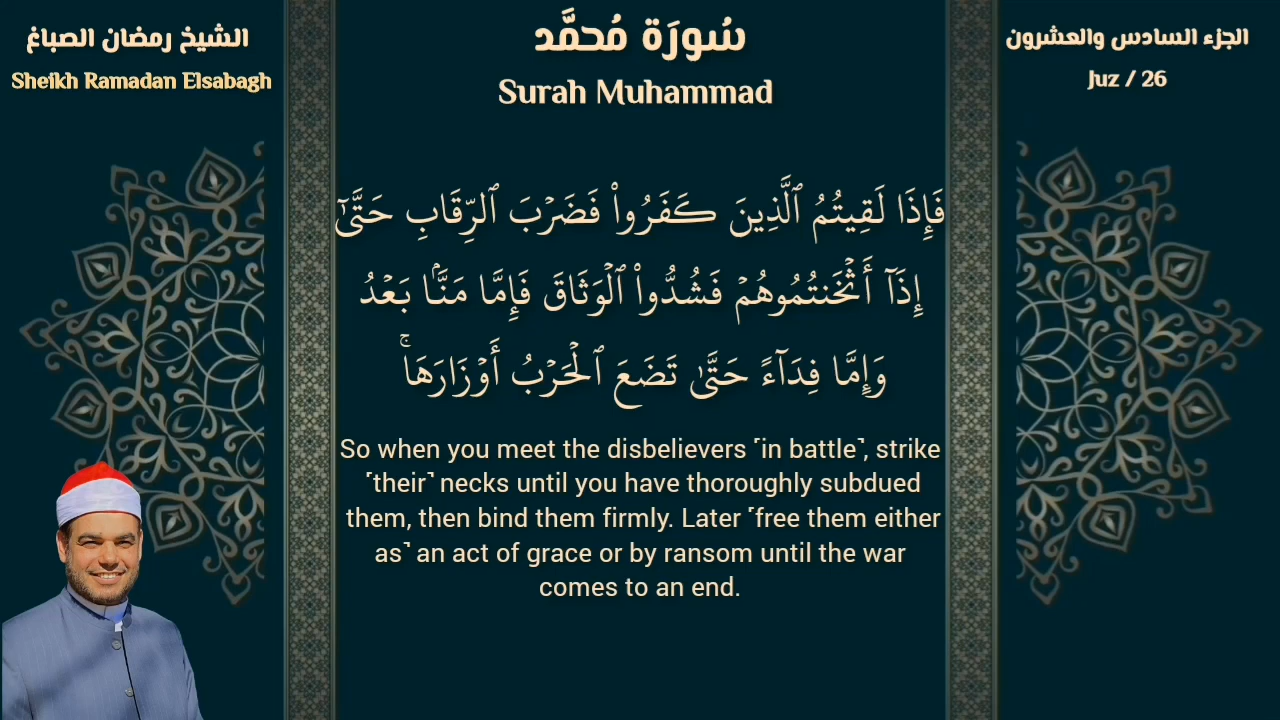 الشيخ رمضان الصباغ
Sheikh Ramadan Elsabagh
سُورَة مُحمَّد
Surah Muhammad
الجزء السادس والعشرون
Juz / 26
فَإِذَا لَقِيتُمُ ٱلَّذِينَ كَفَرُوا۟ فَضَرْبَ ٱلرِّقَابِ حَتَّىٰٓ
إِذَآ أَثْخَنتُمُوهُمْ فَشُدُّوا۟ ٱلْوَثَاقَ فَإِمَّا مَنًّۢا بَعْدُ
وَإِمَّا فِدَآءً حَتَّىٰ تَضَعَ ٱلْحَرْبُ أَوْزَارَهَا ۚ
So when you meet the disbelievers ˹in battle˺, strike
˹their˺ necks until you have thoroughly subdued
them, then bind them firmly. Later ˹free them either
as˺ an act of grace or by ransom until the war
comes to an end.